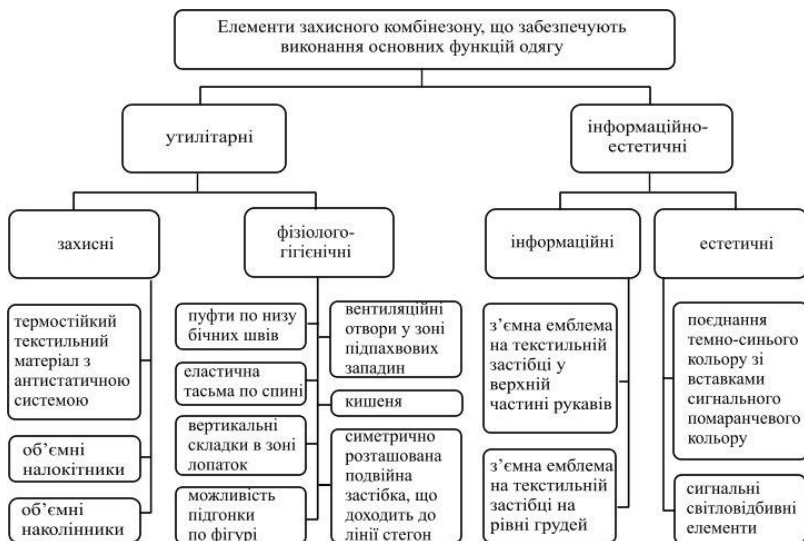 Елементи захисного комбінезону, що забезпечують
виконання основних функцій одягу
утилітарні
інформаційно-
естетичні
захисні
фізіолого-
гігієнічні
інформаційні
естетичні
термостійкий
текстильний
матеріал з
антистатичною
системою
об’ємні
налокітники
об’ємні
наколінники
пуфти по низу
бічних швів
еластична
тасьма по спині
вертикальні
складки в зоні
лопаток
можливість
підгонки
по фігурі
вентиляційні
отвори у зоні
підпахвових
западин
кишеня
симетрично
розташована
подвійна
застібка, що
доходить до
лінії стегон
з’ємна емблема
на текстильній
застібці у
верхній
частині рукавів
з’ємна емблема
на текстильній
застібці на
рівні грудей
поєднання
темно-синього
кольору зі
вставками
сигнального
помаранчевого
кольору
сигнальні
світловідбивні
елементи